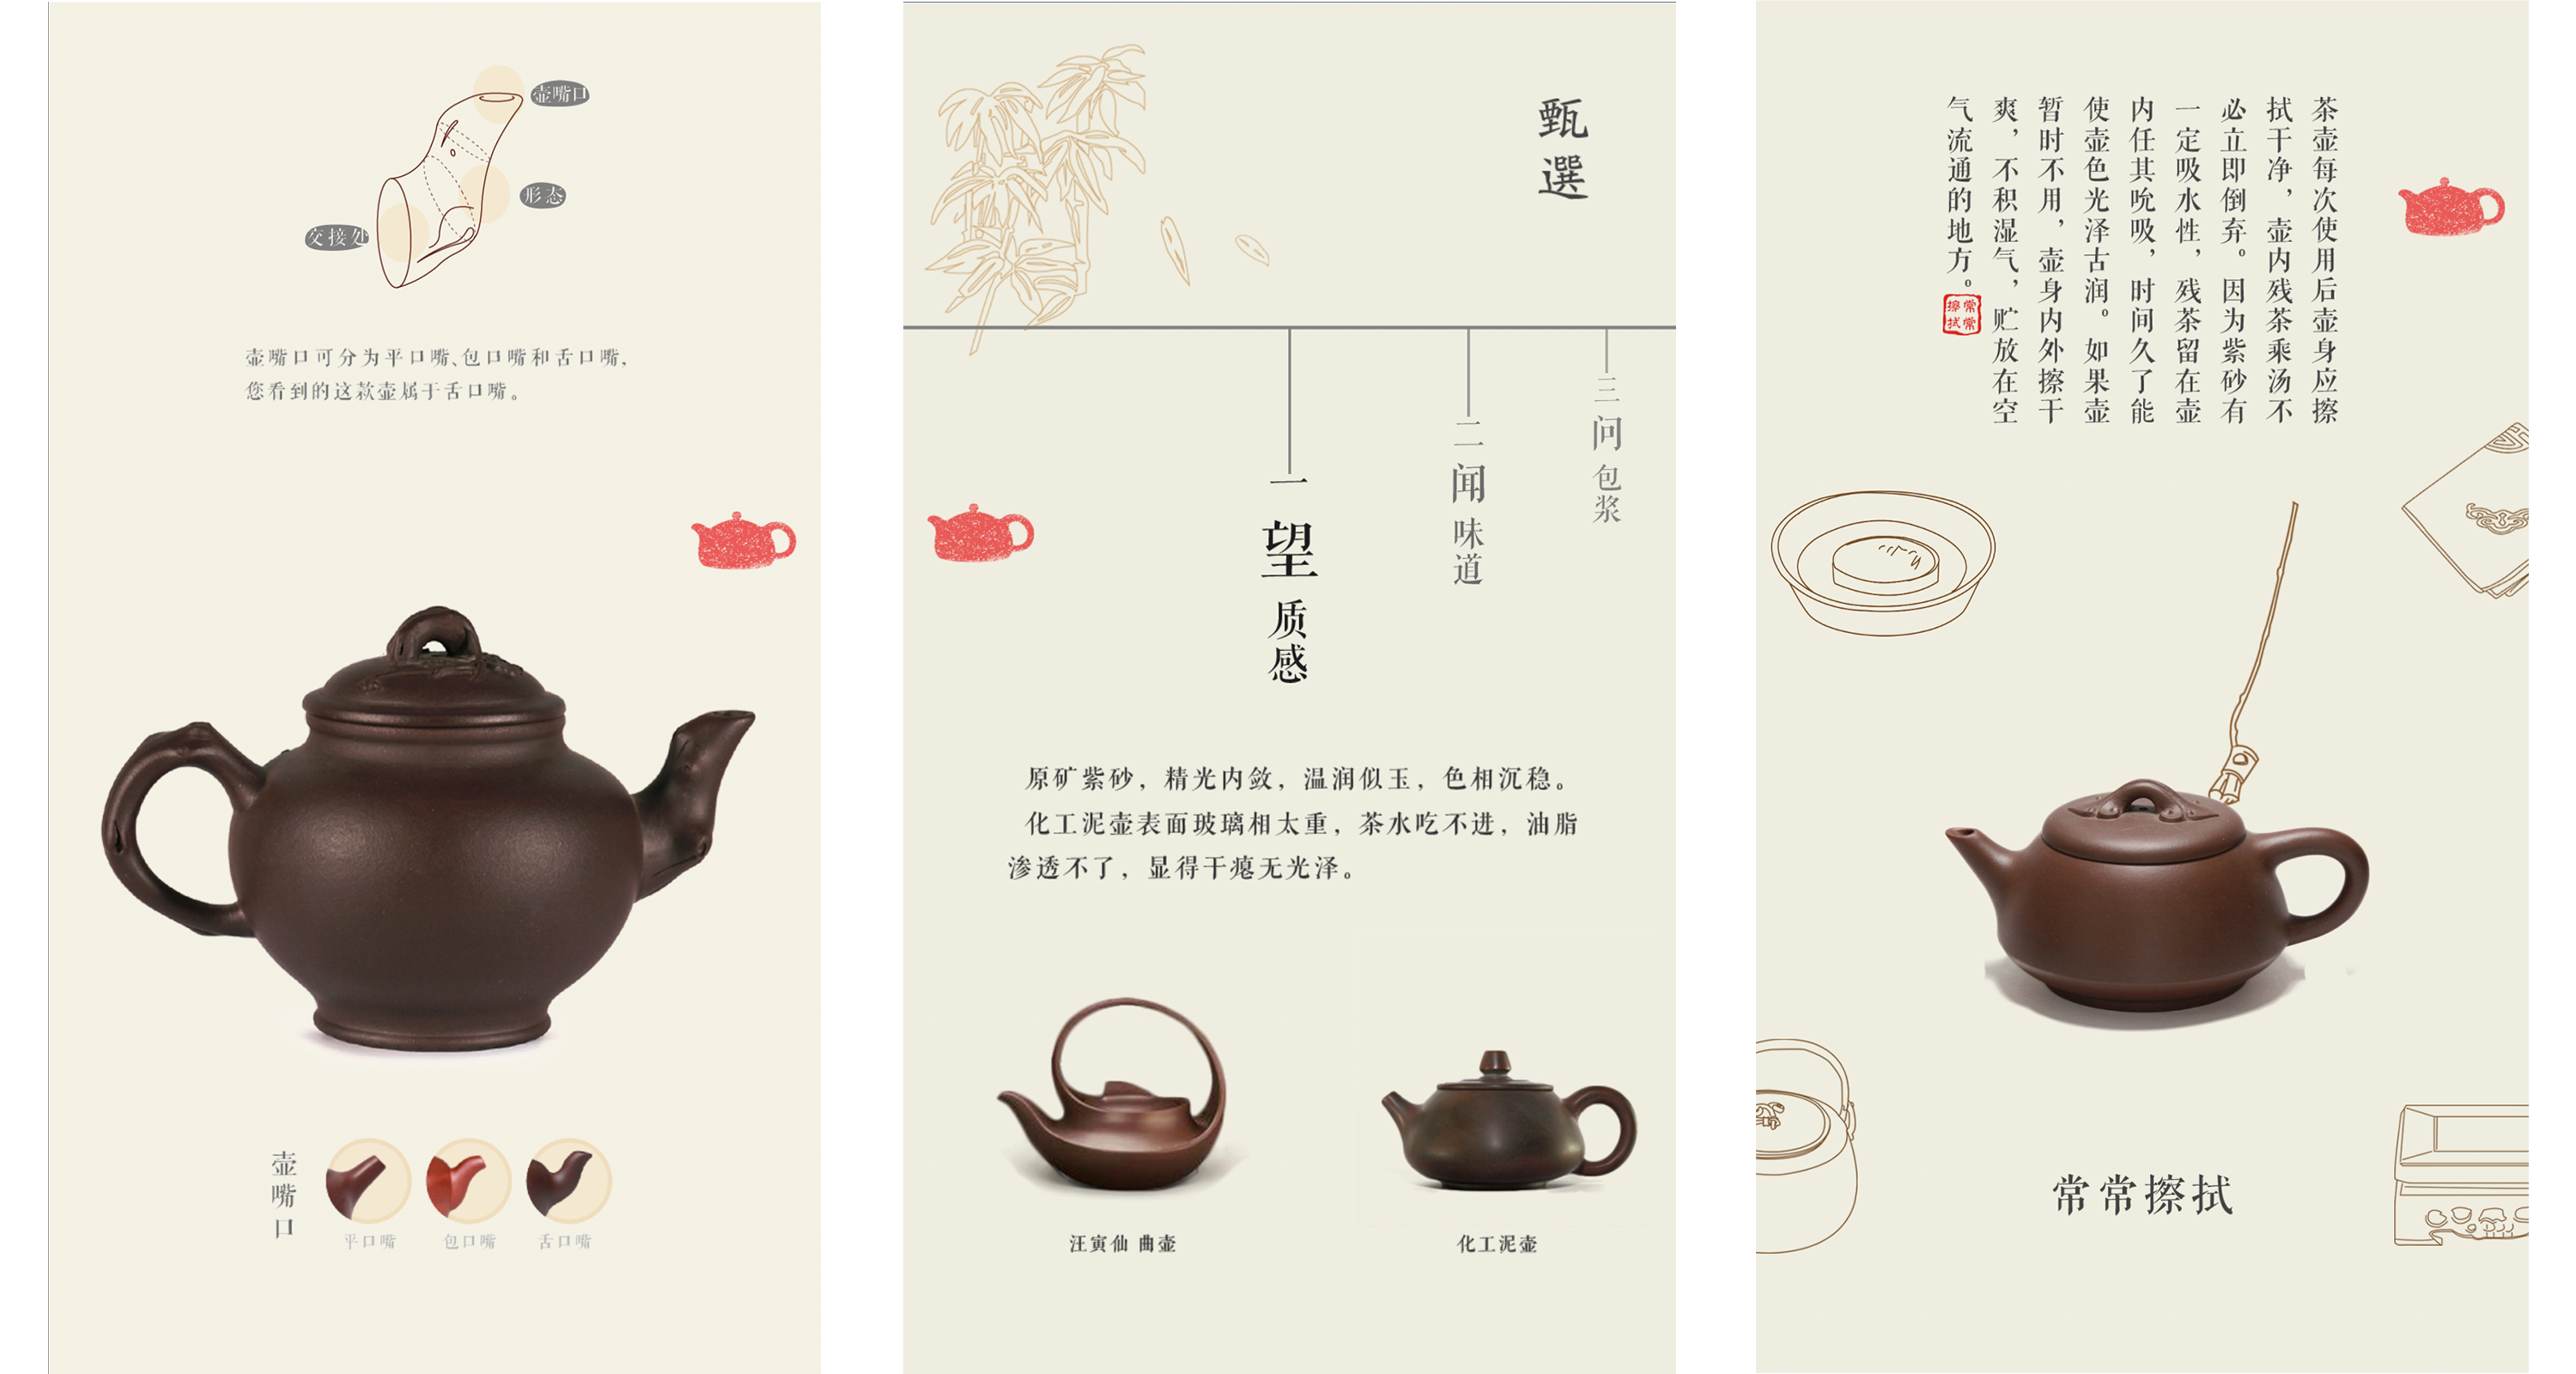 壶嘴口
形态
交接处
壶嘴口可分为平口嘴、包口嘴和舌口嘴，
您看到的这款壶属于舌口嘴。
壶嘴口
平口嘴
包口嘴
舌口嘴
甄選
一 望 质感
二 闻 味道
三 问 包浆
原矿紫砂，精光内敛，温润似玉，色相沉稳。
化工泥壶表面玻璃相太重，茶水吃不进，油脂
渗透不了，显得干瘪无光泽。
汪寅仙 曲壶
化工泥壶
茶壶每次使用后壶身应擦
拭干净，壶内残茶乘汤不
必立即倒弃。因为紫砂有
一定吸水性，残茶留在壶
内任其吮吸，时间久了能
使壶色光泽古润。如果壶
暂时不用，壶身内外擦干
爽，不积湿气，贮放在空
气流通的地方。
常常
擦拭
常常擦拭